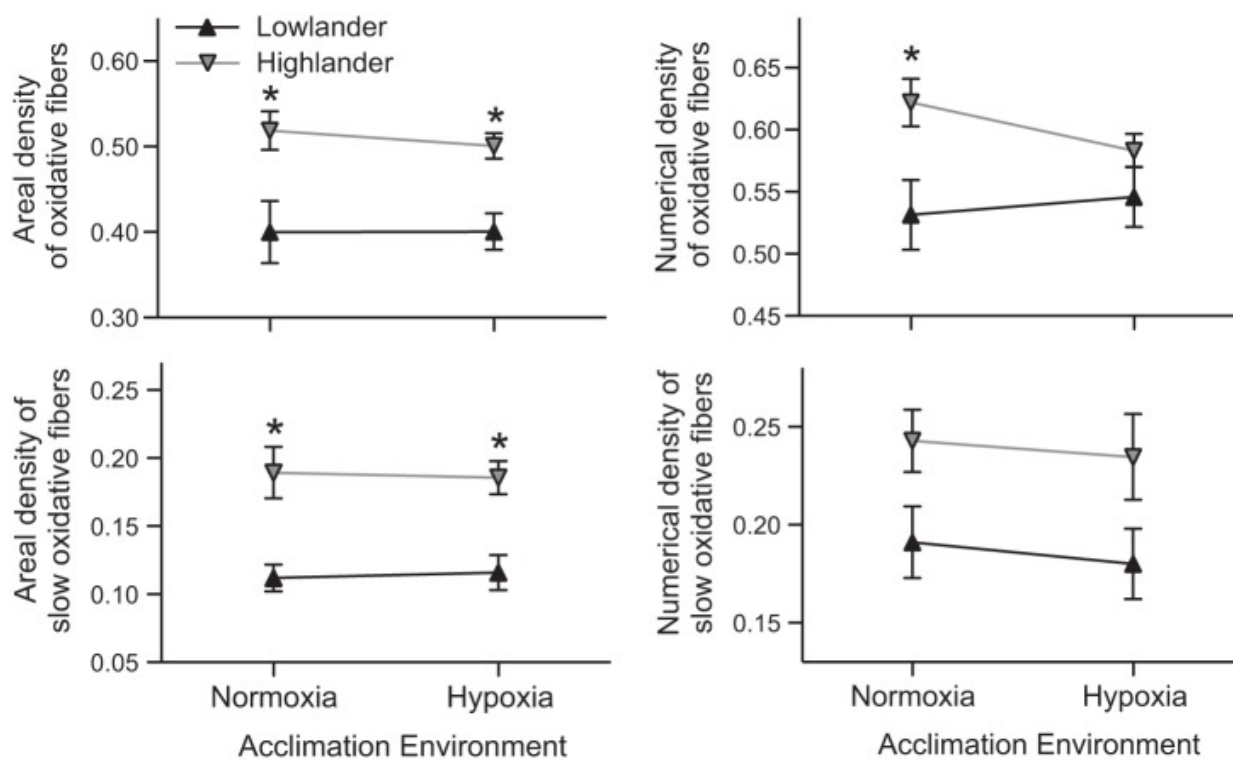 Lowlander
Highlander
Areal density
of oxidative fibers
0.60
0.50
0.40
0.30
*
*
Numerical density
of oxidative fibers
0.65
0.60
0.55
0.50
0.45
*
Areal density of
slow oxidative fibers
0.25
0.20
0.15
0.10
0.05
*
*
Normoxia
Hypoxia
Acclimation Environment
Numerical density of
slow oxidative fibers
0.25
0.20
0.15
Normoxia
Hypoxia
Acclimation Environment